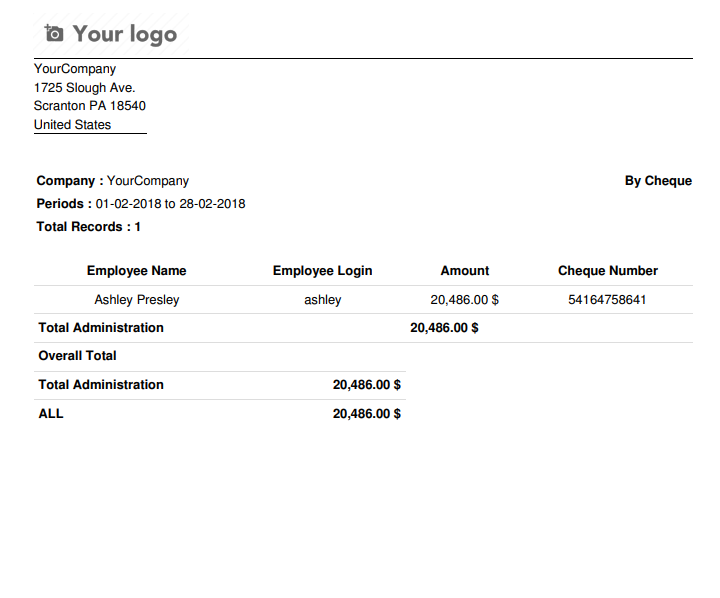 Your logo
YourCompany
1725 Slough Ave.
Scranton PA 18540
United States
Company : YourCompany By Cheque
Periods : 01-02-2018 to 28-02-2018
Total Records : 1
Employee Name Employee Login Amount Cheque Number
Ashley Presley ashley 20,486.00 $ 54164758641
Total Administration 20,486.00 $
Overall Total
Total Administration 20,486.00 $
ALL 20,486.00 $